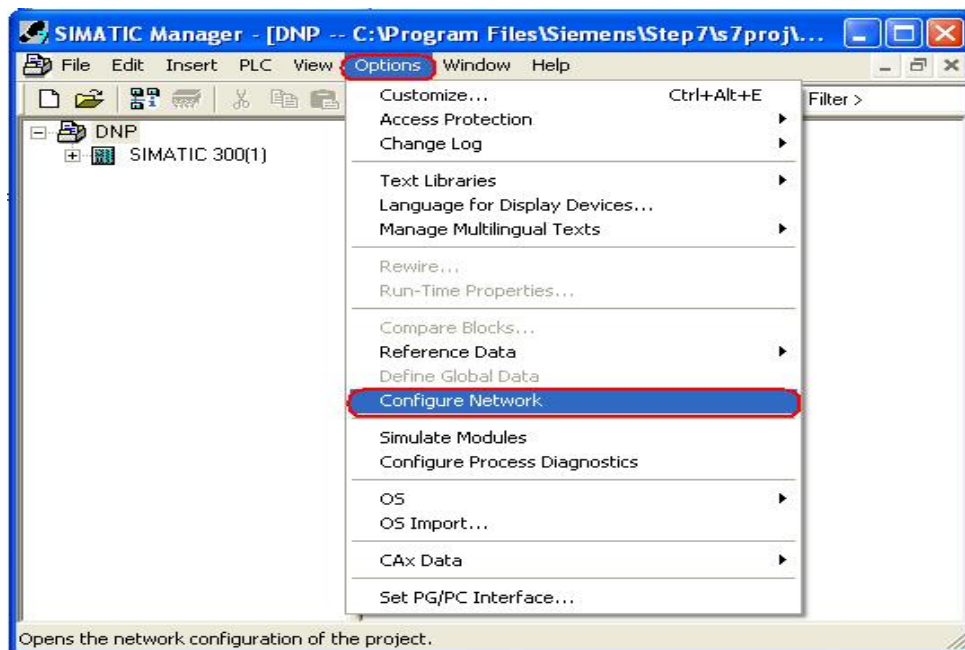 SIMATIC Manager - [DNP -- C:\Program Files\Siemens\Step7\s7proj\...
File Edit Insert PLC View Options Window Help
Customize... Ctrl+Alt+E
Access Protection
Change Log
Text Libraries
Language for Display Devices...
Manage Multilingual Texts
Rewire...
Run-Time Properties...
Compare Blocks...
Reference Data
Define Global Data
Configure Network
Simulate Modules
Configure Process Diagnostics
OS
OS Import...
CAx Data
Set PG/PC Interface...
Filter >
DNP
SIMATIC 300(1)
Opens the network configuration of the project.